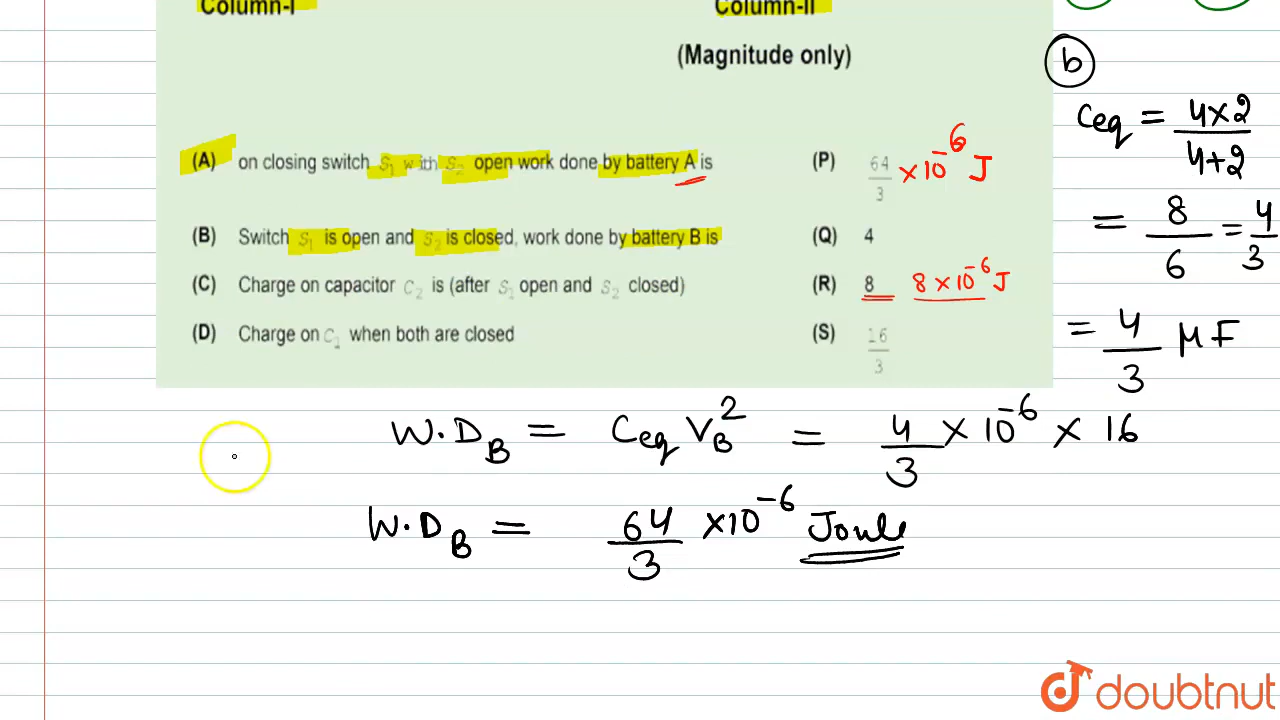 Column-I Column-II
(Magnitude only)
(A) on closing switch S₁ with S₂ open work done by battery A is (P) 64/3 ×10⁻⁶ J
(B) Switch S₁ is open and S₂ is closed, work done by battery B is (Q) 4
(C) Charge on capacitor C₂ is (after S₁ open and S₂ closed) (R) 8 8×10⁻⁶ J
(D) Charge on C₁ when both are closed (S) 16/3
b
Ceq = 4×2/4+2
= 8/6 = 4/3
= 4/3 μF
W.D_B = Ceq V_B² = 4/3 × 10⁻⁶ × 16
W.D_B = 64/3 ×10⁻⁶ Joule
doubtnut